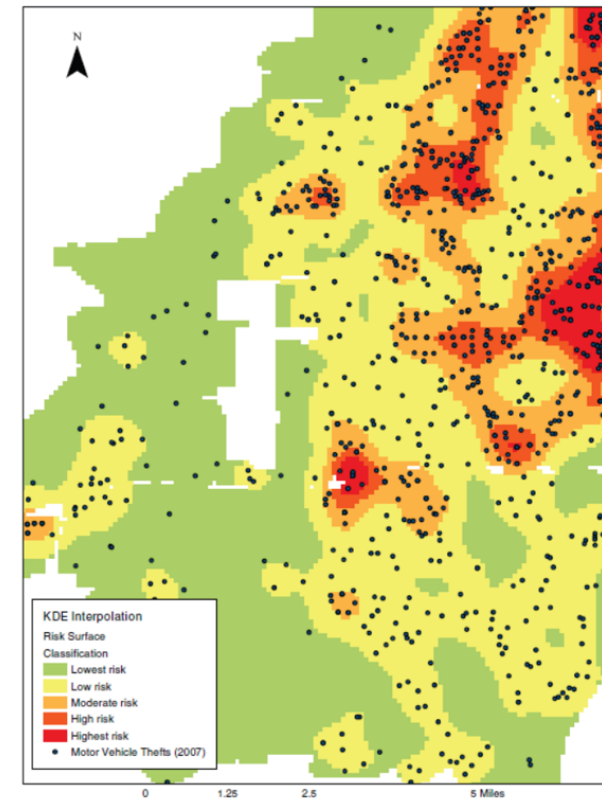 N
KDE Interpolation
Risk Surface
Classification
Lowest risk
Low risk
Moderate risk
High risk
Highest risk
Motor Vehicle Thefts (2007)
0 1.25 2.5 5 Miles